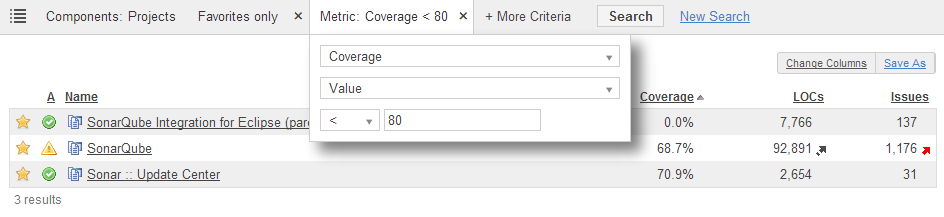 Components: Projects Favorites only × Metric: Coverage < 80 × + More Criteria Search New Search
Coverage
Value
< 80
Change Columns Save As
A Name Coverage LOCs Issues
SonarQube Integration for Eclipse (pare 0.0% 7,766 137
SonarQube 68.7% 92,891 1,176
Sonar :: Update Center 70.9% 2,654 31
3 results